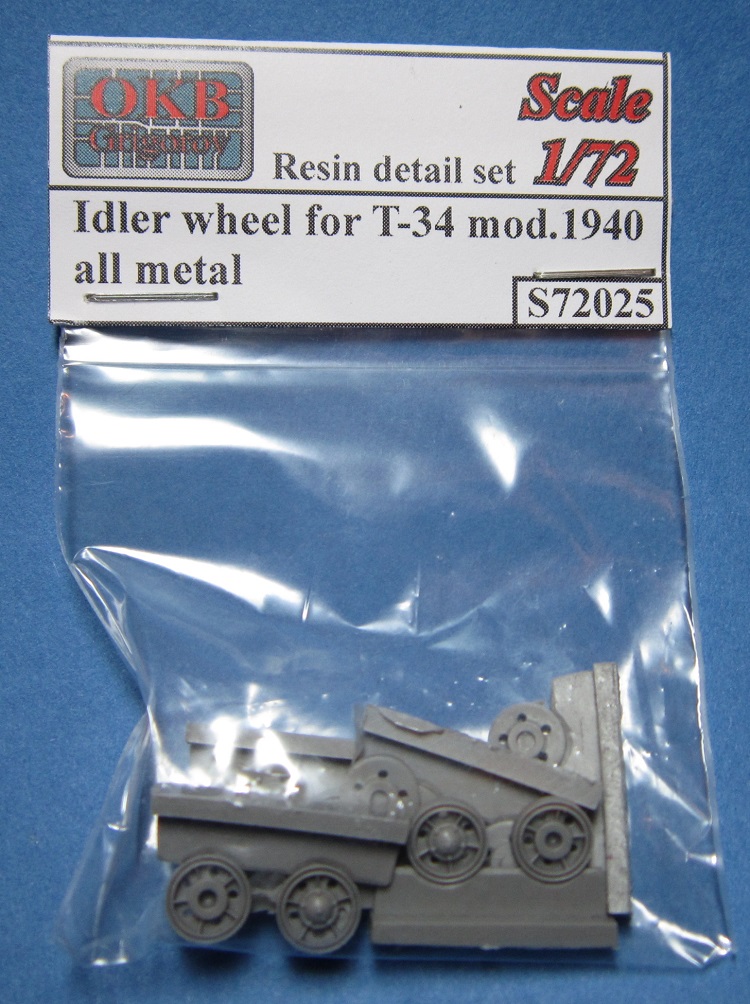 OKB
Grigorov
Resin detail set
Scale
1/72
Idler wheel for T-34 mod.1940
all metal
S72025